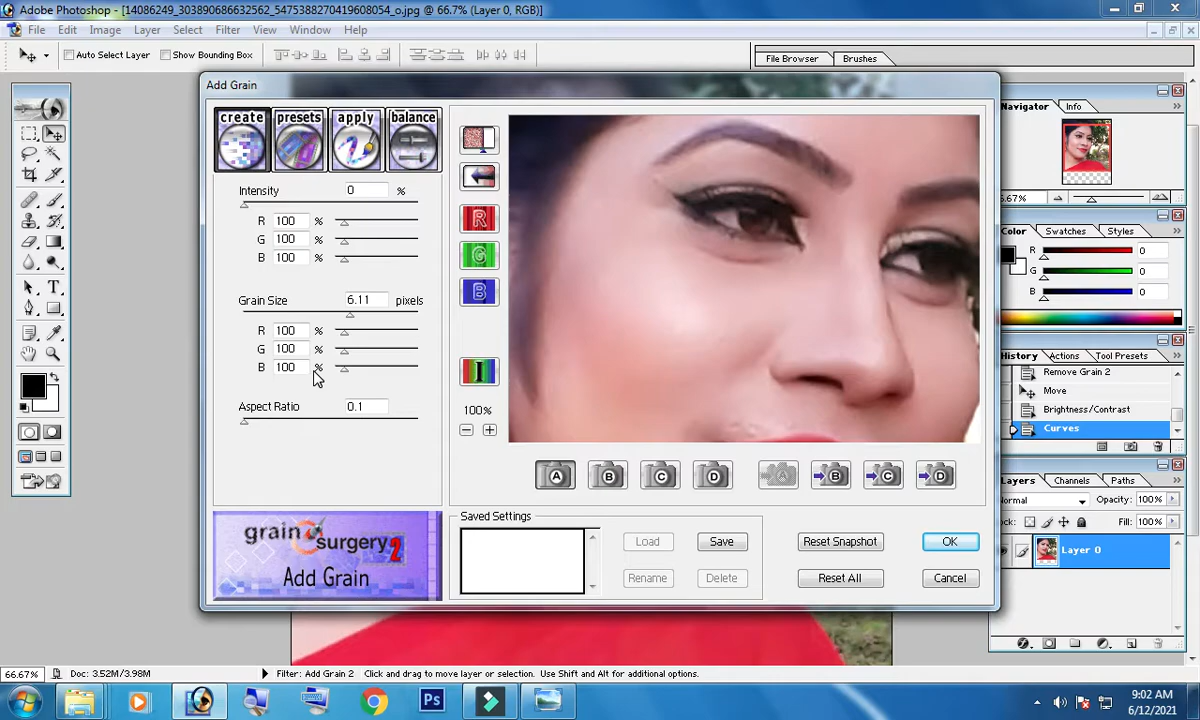 Adobe Photoshop - [14086249_303890686632562_5475388270419608054_o.jpg @ 66.7% (Layer 0, RGB)]
File Edit Image Layer Select Filter View Window Help
Auto Select Layer Show Bounding Box
File Browser Brushes
Add Grain
create presets apply balance
Intensity 0 %
R 100 %
G 100 %
B 100 %
Grain Size 6.11 pixels
R 100 %
G 100 %
B 100 %
Aspect Ratio 0.1
R
G
B
I
100%
A B C D A B C D
grain surgery 2
Add Grain
Saved Settings
Load Save
Rename Delete
Reset Snapshot OK
Reset All Cancel
Navigator Info
Color Swatches Styles
R 0
G 0
B 0
History Actions Tool Presets
Remove Grain 2
Move
Brightness/Contrast
Curves
Layers Channels Paths
Opacity: 100%
Fill: 100%
Layer 0
66.67% Doc: 3.52M/3.98M Filter: Add Grain 2 Click and drag to move layer or selection. Use Shift and Alt for additional options.
Ps
9:02 AM
6/12/2021